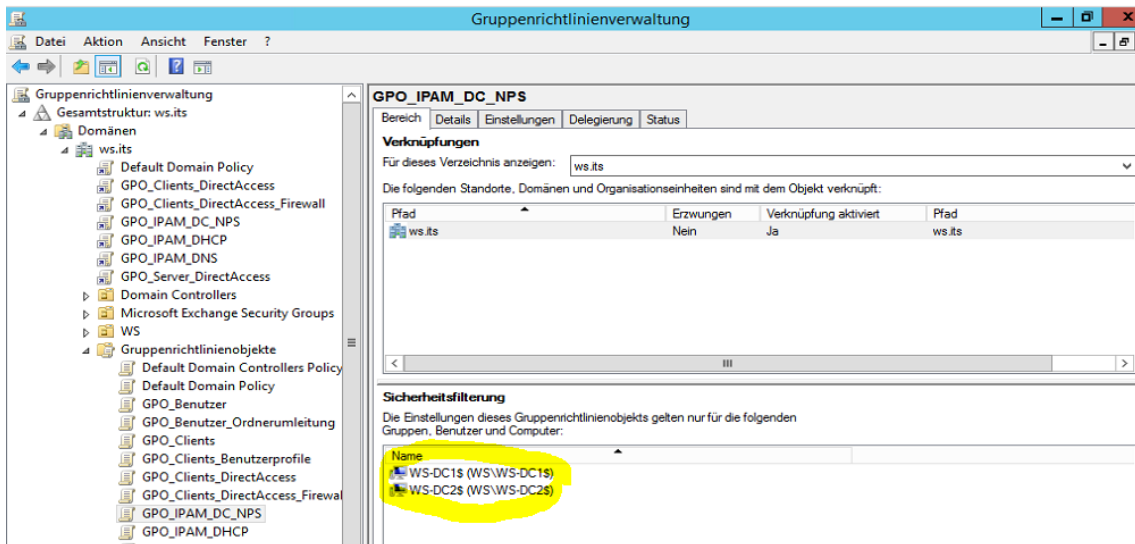 Gruppenrichtlinienverwaltung
Datei Aktion Ansicht Fenster ?
Gruppenrichtlinienverwaltung
Gesamtstruktur: ws.its
Domänen
ws.its
Default Domain Policy
GPO_Clients_DirectAccess
GPO_Clients_DirectAccess_Firewall
GPO_IPAM_DC_NPS
GPO_IPAM_DHCP
GPO_IPAM_DNS
GPO_Server_DirectAccess
Domain Controllers
Microsoft Exchange Security Groups
WS
Gruppenrichtlinienobjekte
Default Domain Controllers Policy
Default Domain Policy
GPO_Benutzer
GPO_Benutzer_Ordnerumleitung
GPO_Clients
GPO_Clients_Benutzerprofile
GPO_Clients_DirectAccess
GPO_Clients_DirectAccess_Firewal
GPO_IPAM_DC_NPS
GPO_IPAM_DHCP
GPO_IPAM_DC_NPS
Bereich Details Einstellungen Delegierung Status
Verknüpfungen
Für dieses Verzeichnis anzeigen: ws.its
Die folgenden Standorte, Domänen und Organisationseinheiten sind mit dem Objekt verknüpft:
Pfad Erzwungen Verknüpfung aktiviert Pfad
ws.its Nein Ja ws.its
Sicherheitsfilterung
Die Einstellungen dieses Gruppenrichtlinienobjekts gelten nur für die folgenden
Gruppen, Benutzer und Computer:
Name
WS-DC1$ (WS\WS-DC1$)
WS-DC2$ (WS\WS-DC2$)